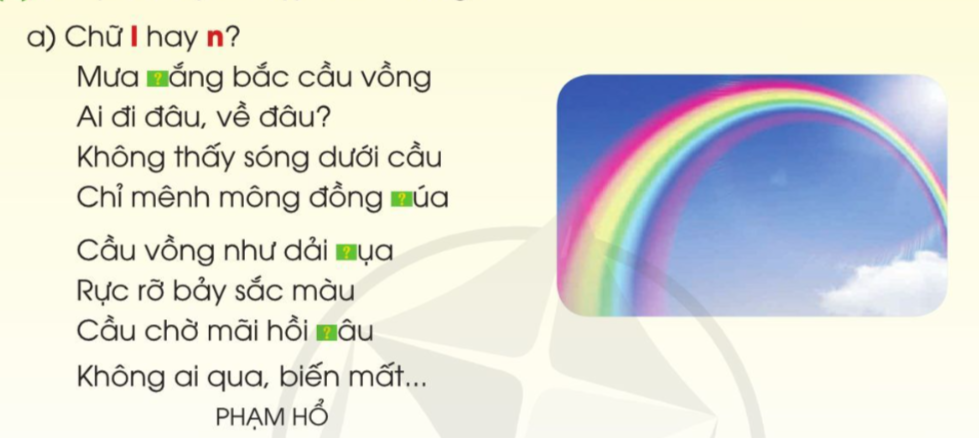 a) Chữ l hay n?
Mưa ?ắng bắc cầu vồng
Ai đi đâu, về đâu?
Không thấy sóng dưới cầu
Chỉ mênh mông đồng ?úa
Cầu vồng như dải ?ụa
Rực rỡ bảy sắc màu
Cầu chờ mãi hồi ?âu
Không ai qua, biến mất...
PHẠM HỔ